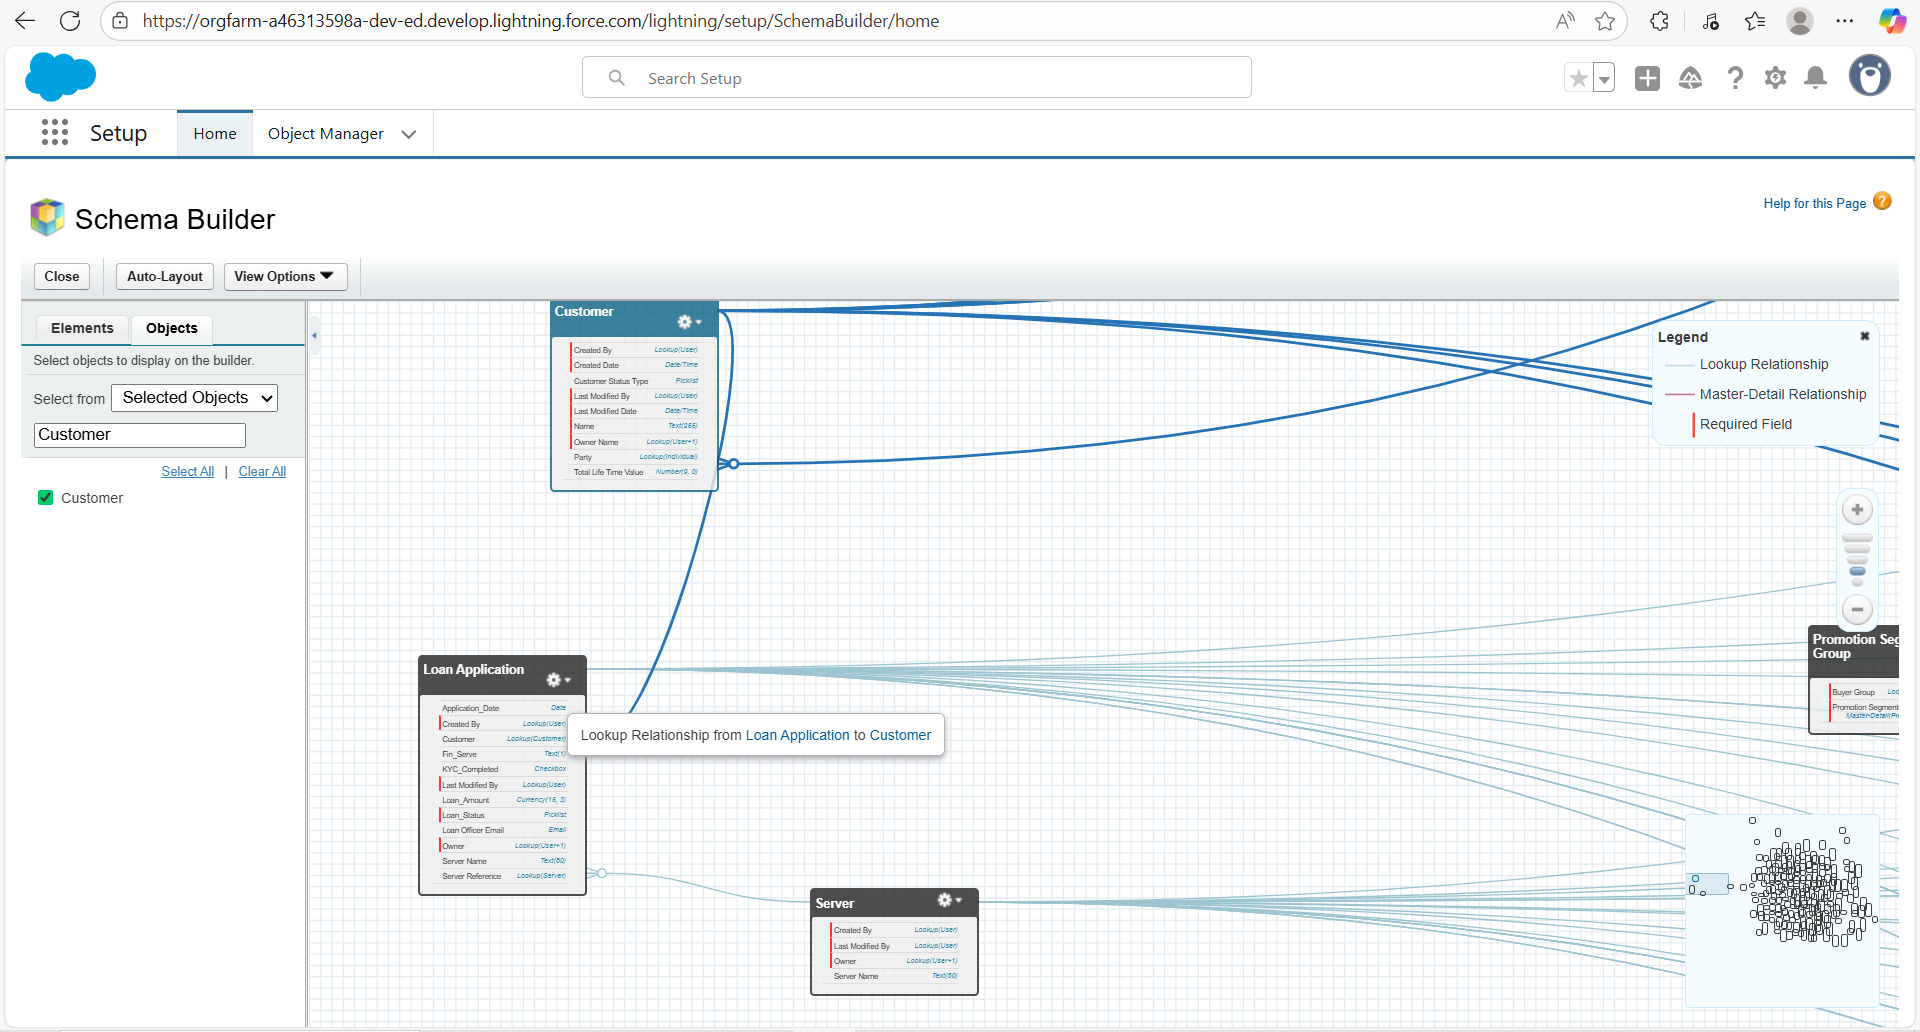 https://orgfarm-a46313598a-dev-ed.develop.lightning.force.com/lightning/setup/SchemaBuilder/home
Search Setup
Setup
Home
Object Manager
Schema Builder
Help for this Page
Close
Auto-Layout
View Options
Elements
Objects
Select objects to display on the builder.
Select from Selected Objects
Customer
Select All | Clear All
Customer
Customer
Created By Lookup(User)
Created Date Date/Time
Customer Status Type Picklist
Last Modified By Lookup(User)
Last Modified Date Date/Time
Name Text(255)
Owner Name Lookup(User+1)
Party Lookup(Individual)
Total Life Time Value Number(9, 0)
Legend
Lookup Relationship
Master-Detail Relationship
Required Field
Loan Application
Application_Date Date
Created By Lookup(User)
Customer Lookup(Customer)
Fin_Serve Text(1)
KYC_Completed Checkbox
Last Modified By Lookup(User)
Loan_Amount Currency(15, 3)
Loan_Status Picklist
Loan Officer Email Email
Owner Lookup(User+1)
Server Name Text(50)
Server Reference Lookup(Server)
Lookup Relationship from Loan Application to Customer
Server
Created By Lookup(User)
Last Modified By Lookup(User)
Owner Lookup(User+1)
Server Name Text(50)
Promotion Seg
Group
Buyer Group Loo
Promotion Segment
Master-Detail(Pr